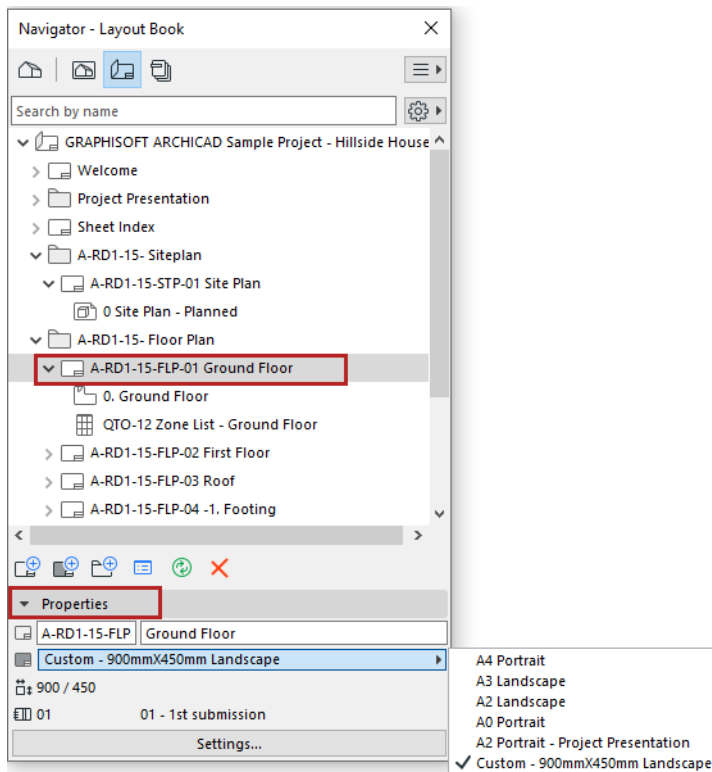 Navigator - Layout Book
Search by name
GRAPHISOFT ARCHICAD Sample Project - Hillside House
Welcome
Project Presentation
Sheet Index
A-RD1-15- Siteplan
A-RD1-15-STP-01 Site Plan
0 Site Plan - Planned
A-RD1-15- Floor Plan
A-RD1-15-FLP-01 Ground Floor
0. Ground Floor
QTO-12 Zone List - Ground Floor
A-RD1-15-FLP-02 First Floor
A-RD1-15-FLP-03 Roof
A-RD1-15-FLP-04 -1. Footing
Properties
A-RD1-15-FLP Ground Floor
Custom - 900mmX450mm Landscape
900 / 450
01 01 - 1st submission
Settings...
A4 Portrait
A3 Landscape
A2 Landscape
A0 Portrait
A2 Portrait - Project Presentation
Custom - 900mmX450mm Landscape